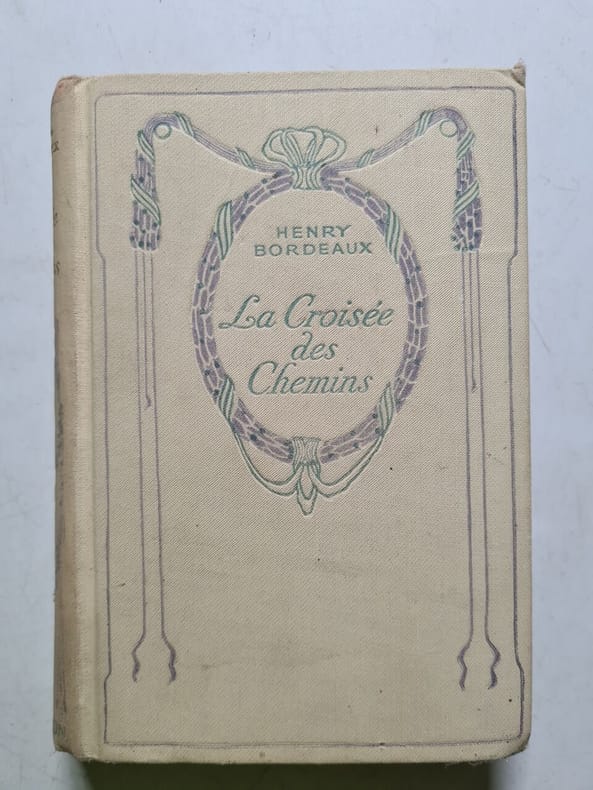 HENRY
BORDEAUX
La Croisée
des
Chemins